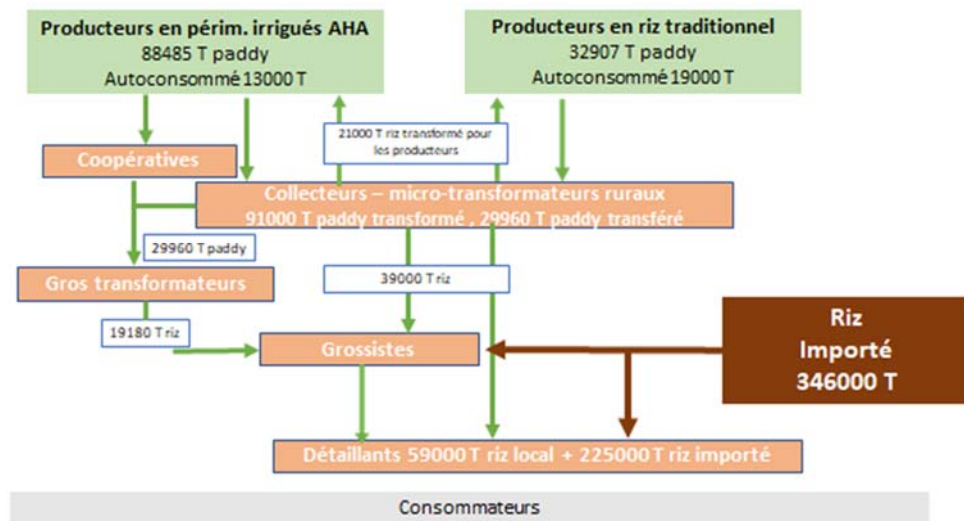 Producteurs en périm. irrigués AHA
88485 T paddy
Autoconsommé 13000 T
Producteurs en riz traditionnel
32907 T paddy
Autoconsommé 19000 T
21000 T riz transformé pour
les producteurs
Coopératives
Collecteurs – micro-transformateurs ruraux
91000 T paddy transformé , 29960 T paddy transféré
29960 T paddy
Gros transformateurs
39000 T riz
19180 T riz
Grossistes
Riz
Importé
346000 T
Détaillants 59000 T riz local + 225000 T riz importé
Consommateurs